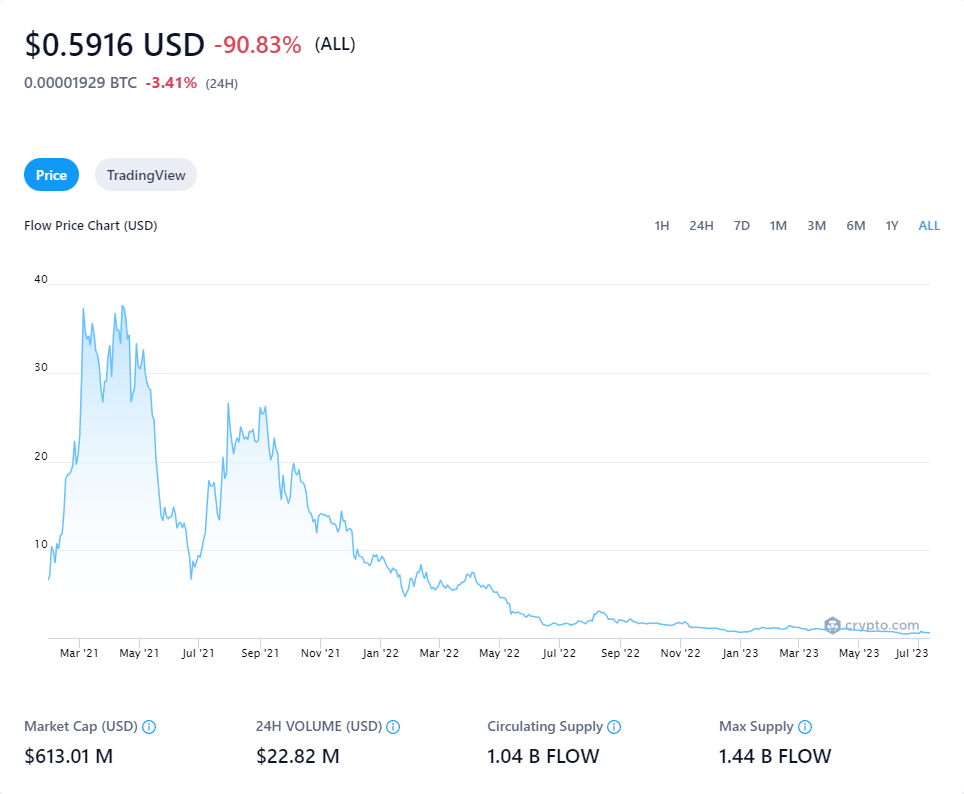 $0.5916 USD -90.83% (ALL)
0.00001929 BTC -3.41% (24H)
Price TradingView
Flow Price Chart (USD) 1H 24H 7D 1M 3M 6M 1Y ALL
40
30
20
10
crypto.com
Mar '21 May '21 Jul '21 Sep '21 Nov '21 Jan '22 Mar '22 May '22 Jul '22 Sep '22 Nov '22 Jan '23 Mar '23 May '23 Jul '23
Market Cap (USD) 24H VOLUME (USD) Circulating Supply Max Supply
$613.01 M $22.82 M 1.04 B FLOW 1.44 B FLOW